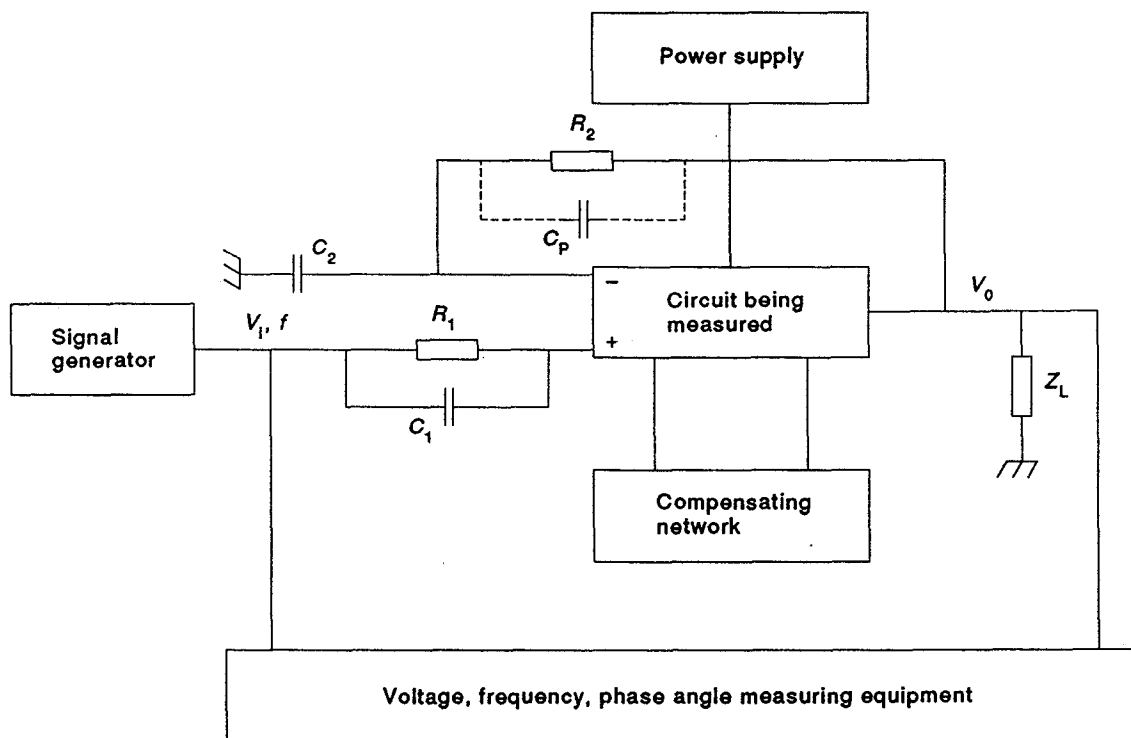 Power supply
R2
CP
C2
−
Circuit being
measured
V0
Signal
generator
Vi, f
R1
+
ZL
C1
Compensating
network
Voltage, frequency, phase angle measuring equipment